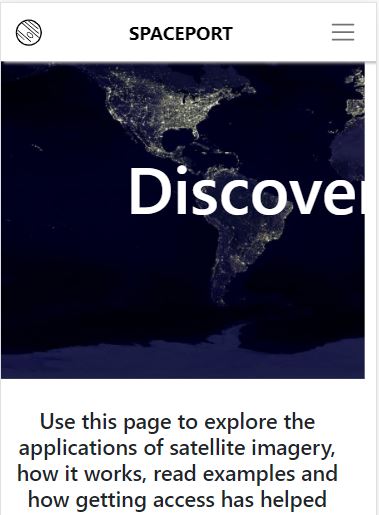 SPACEPORT
Discover
Use this page to explore the
applications of satellite imagery,
how it works, read examples and
how getting access has helped